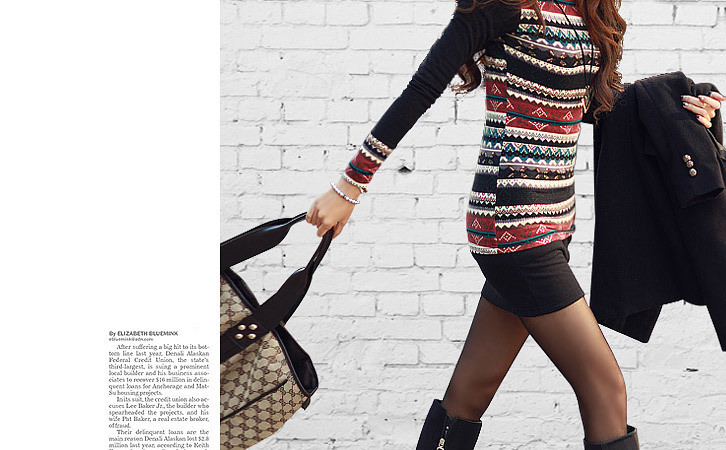 By ELIZABETH BLUEMINK
ebluemink@adn.com
After suffering a big hit to its bot-
tom line last year, Denali Alaskan
Federal Credit Union, the state's
third-largest, is suing a prominent
local builder and his business asso-
ciates to recover $16 million in delin-
quent loans for Anchorage and Mat-
Su housing projects.
In its suit, the credit union also ac-
cuses Lee Baker Jr., the builder who
spearheaded the projects, and his
wife Pat Baker, a real estate broker,
of fraud.
Their delinquent loans are the
main reason Denali Alaskan lost $2.8
million last year, according to Keith